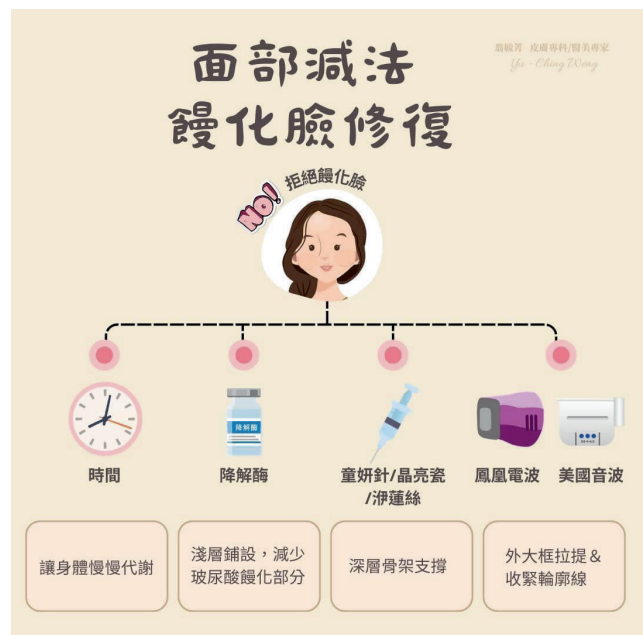 翁毓菁 皮膚專科/醫美專家
Yu-Ching Weng
面部減法
饅化臉修復
NO!
拒絕饅化臉
降解酶
時間
降解酶
童妍針/晶亮瓷
/洢蓮絲
鳳凰電波
美國音波
讓身體慢慢代謝
淺層鋪設，減少
玻尿酸饅化部分
深層骨架支撐
外大框拉提&
收緊輪廓線